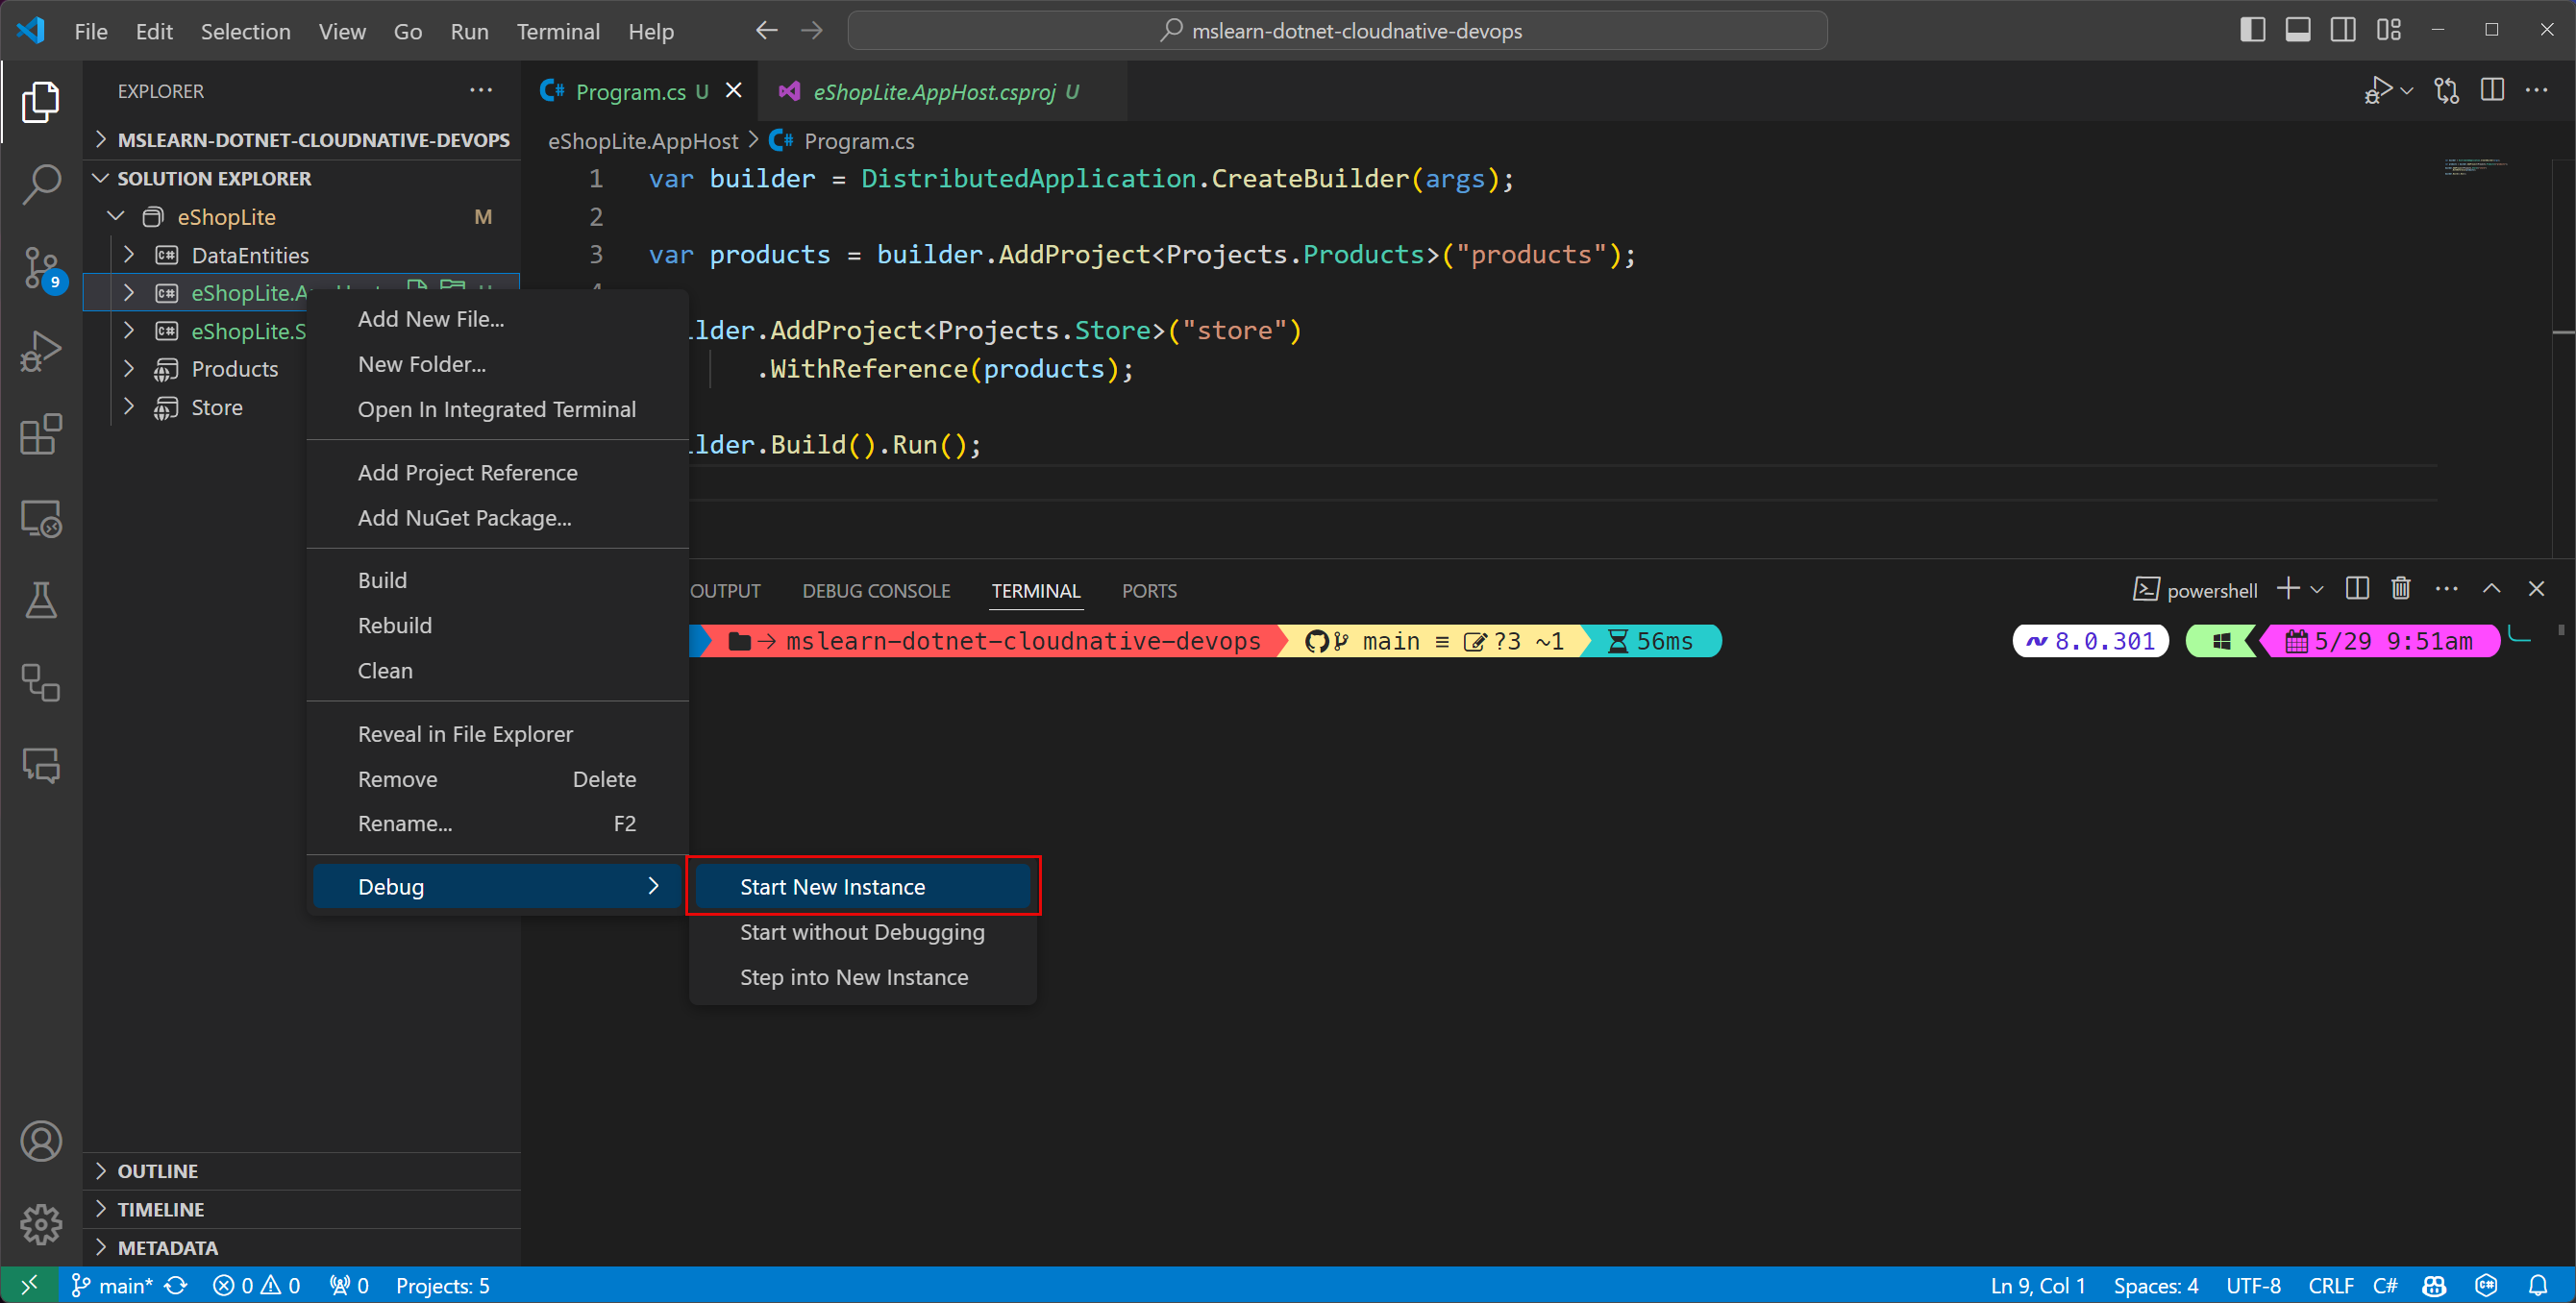 File Edit Selection View Go Run Terminal Help
mslearn-dotnet-cloudnative-devops
EXPLORER
MSLEARN-DOTNET-CLOUDNATIVE-DEVOPS
SOLUTION EXPLORER
eShopLite M
DataEntities
eShopLite.A
eShopLite.S
Products
Store
OUTLINE
TIMELINE
METADATA
9
Program.cs U
eShopLite.AppHost.csproj U
eShopLite.AppHost > Program.cs
1 var builder = DistributedApplication.CreateBuilder(args);
2
3 var products = builder.AddProject<Projects.Products>("products");
lder.AddProject<Projects.Store>("store")
.WithReference(products);
lder.Build().Run();
Add New File...
New Folder...
Open In Integrated Terminal
Add Project Reference
Add NuGet Package...
Build
Rebuild
Clean
Reveal in File Explorer
Remove Delete
Rename... F2
Debug
Start New Instance
Start without Debugging
Step into New Instance
OUTPUT DEBUG CONSOLE TERMINAL PORTS
powershell
mslearn-dotnet-cloudnative-devops main ≡ ?3 ~1 56ms
8.0.301 5/29 9:51am
main* 0 0 0 Projects: 5
Ln 9, Col 1 Spaces: 4 UTF-8 CRLF C#